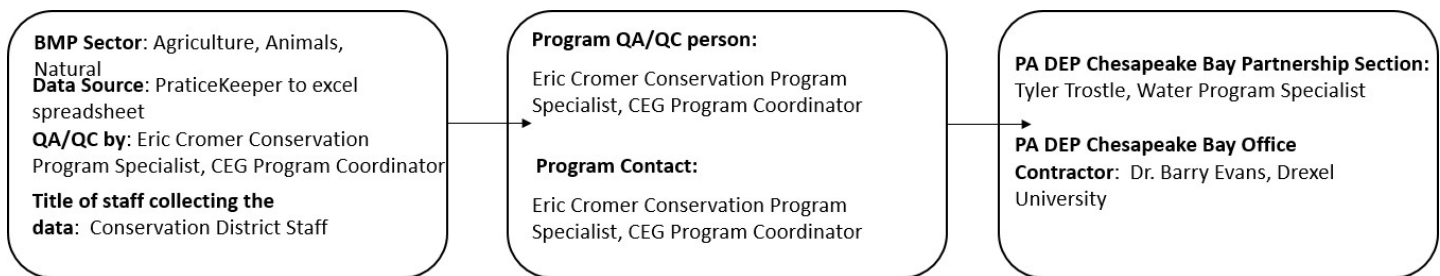 BMP Sector: Agriculture, Animals,
Natural
Data Source: PraticeKeeper to excel
spreadsheet
QA/QC by: Eric Cromer Conservation
Program Specialist, CEG Program Coordinator
Title of staff collecting the
data: Conservation District Staff
Program QA/QC person:
Eric Cromer Conservation Program
Specialist, CEG Program Coordinator
Program Contact:
Eric Cromer Conservation Program
Specialist, CEG Program Coordinator
PA DEP Chesapeake Bay Partnership Section:
Tyler Trostle, Water Program Specialist
PA DEP Chesapeake Bay Office
Contractor: Dr. Barry Evans, Drexel
University